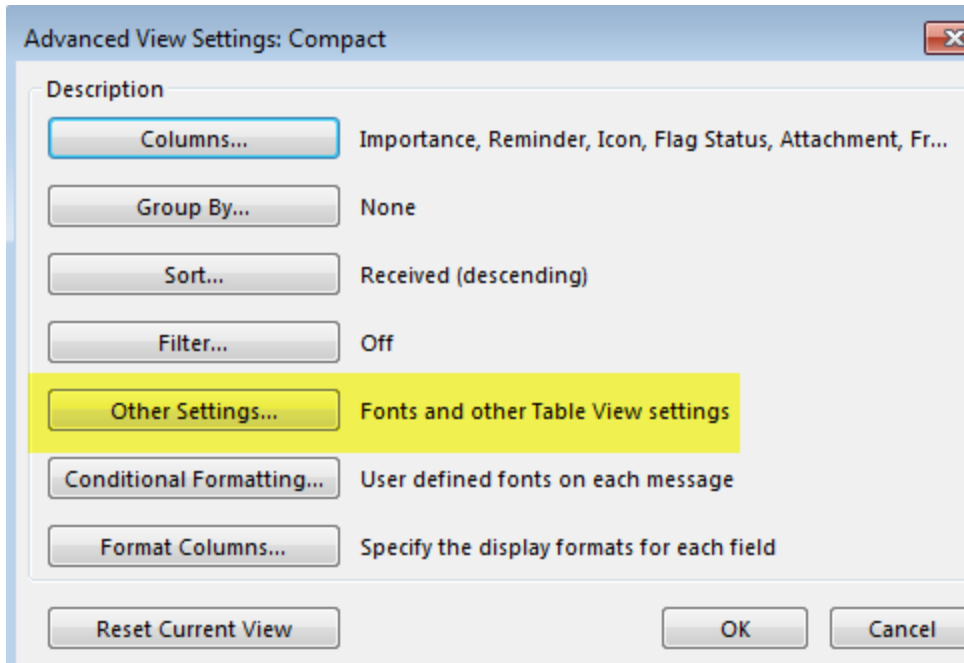 Advanced View Settings: Compact
Description
Columns... Importance, Reminder, Icon, Flag Status, Attachment, Fr...
Group By... None
Sort... Received (descending)
Filter... Off
Other Settings... Fonts and other Table View settings
Conditional Formatting... User defined fonts on each message
Format Columns... Specify the display formats for each field
Reset Current View OK Cancel